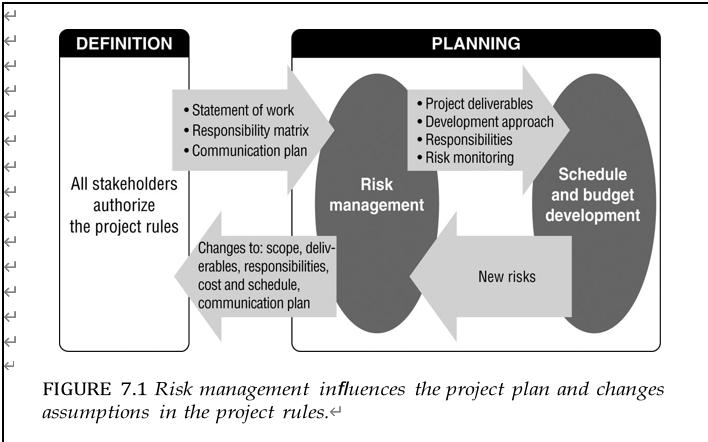 DEFINITION
PLANNING
All stakeholders
authorize
the project rules
• Statement of work
• Responsibility matrix
• Communication plan
Risk
management
• Project deliverables
• Development approach
• Responsibilities
• Risk monitoring
Schedule
and budget
development
New risks
Changes to: scope, deliv-
erables, responsibilities,
cost and schedule,
communication plan
FIGURE 7.1 Risk management influences the project plan and changes
assumptions in the project rules.